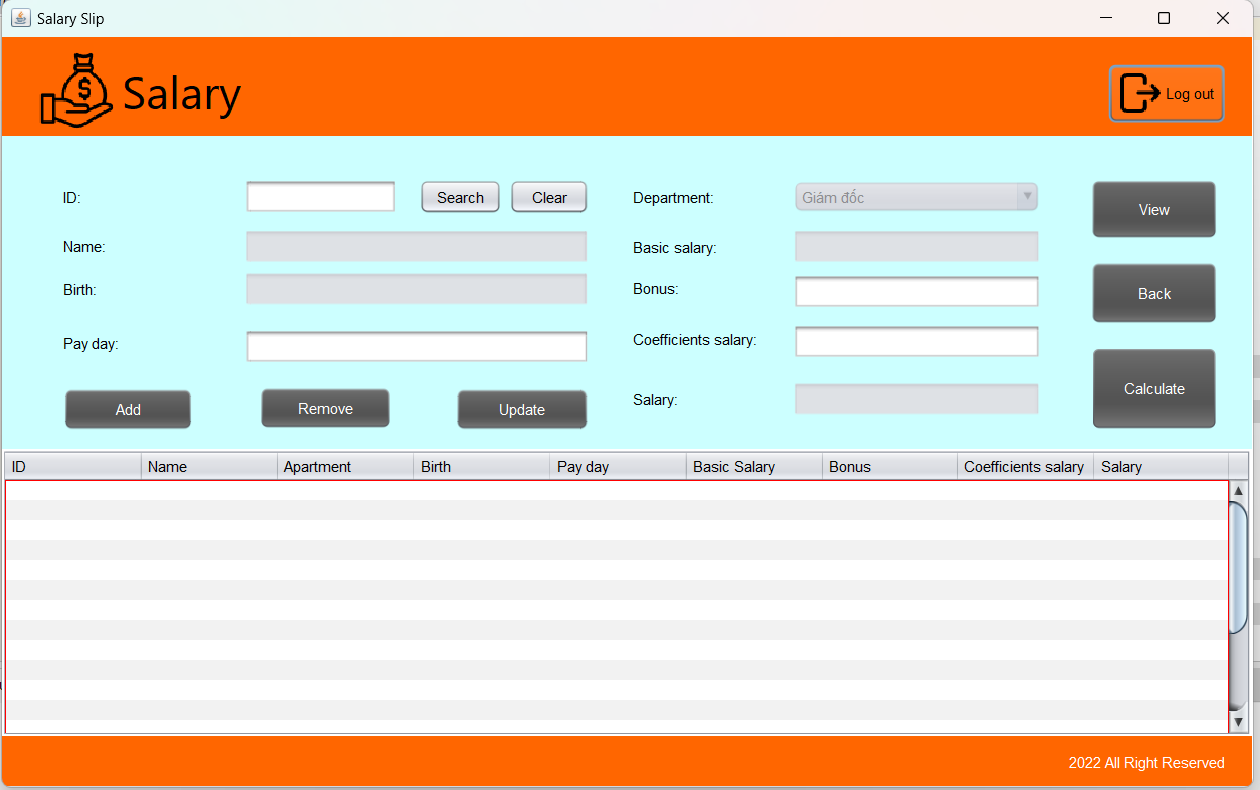 Salary Slip
Salary
Log out
ID:
Search
Clear
Department:
Giám đốc
View
Name:
Basic salary:
Birth:
Bonus:
Back
Pay day:
Coefficients salary:
Calculate
Add
Remove
Update
Salary:
ID Name Apartment Birth Pay day Basic Salary Bonus Coefficients salary Salary
2022 All Right Reserved